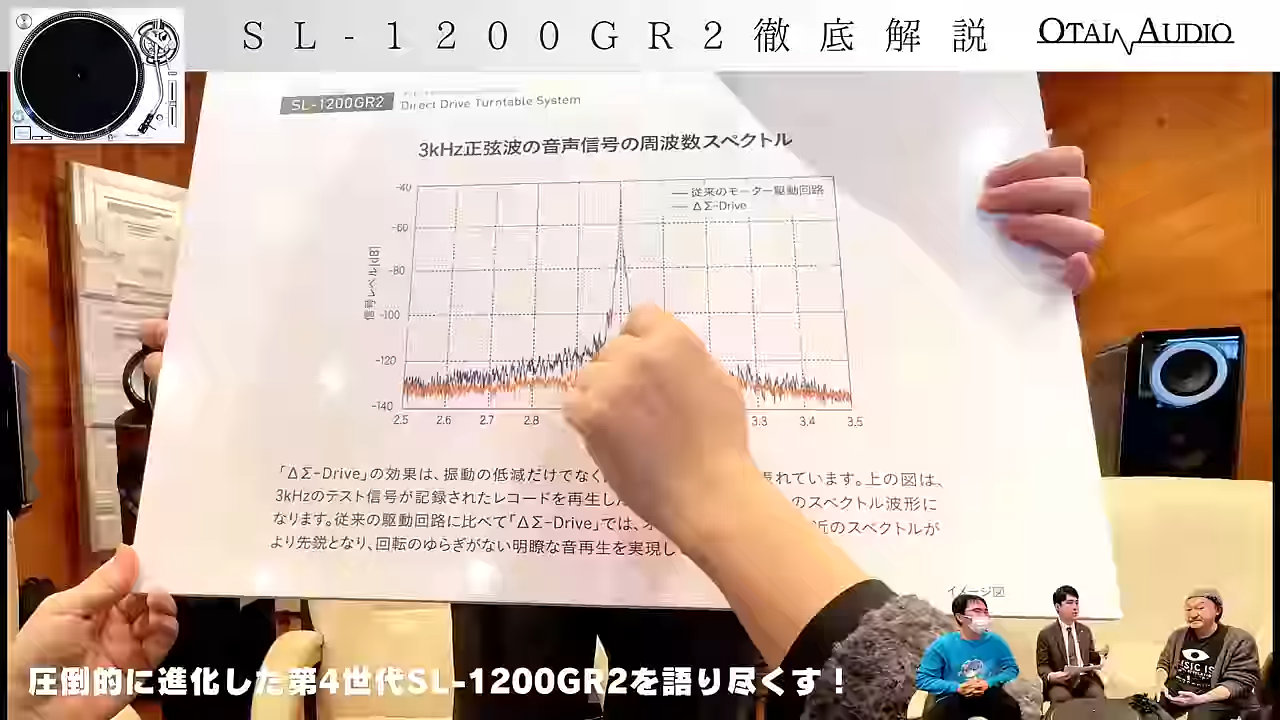 SL-1200GR2徹底解説
OTAI AUDIO
SL-1200GR2
Direct Drive Turntable System
3kHz正弦波の音声信号の周波数スペクトル
従来のモーター駆動回路
ΔΣ-Drive
信号レベル[dB]
-40
-60
-80
-100
-120
-140
2.5 2.6 2.7 2.8 3.3 3.4 3.5
「ΔΣ-Drive」の効果は、振動の低減だけでなく 表れています。上の図は、
3kHzのテスト信号が記録されたレコードを再生した のスペクトル波形に
なります。従来の駆動回路に比べて「ΔΣ-Drive」では、 近のスペクトルが
より先鋭となり、回転のゆらぎがない明瞭な音再生を実現し
イメージ図
圧倒的に進化した第4世代SL-1200GR2を語り尽くす！